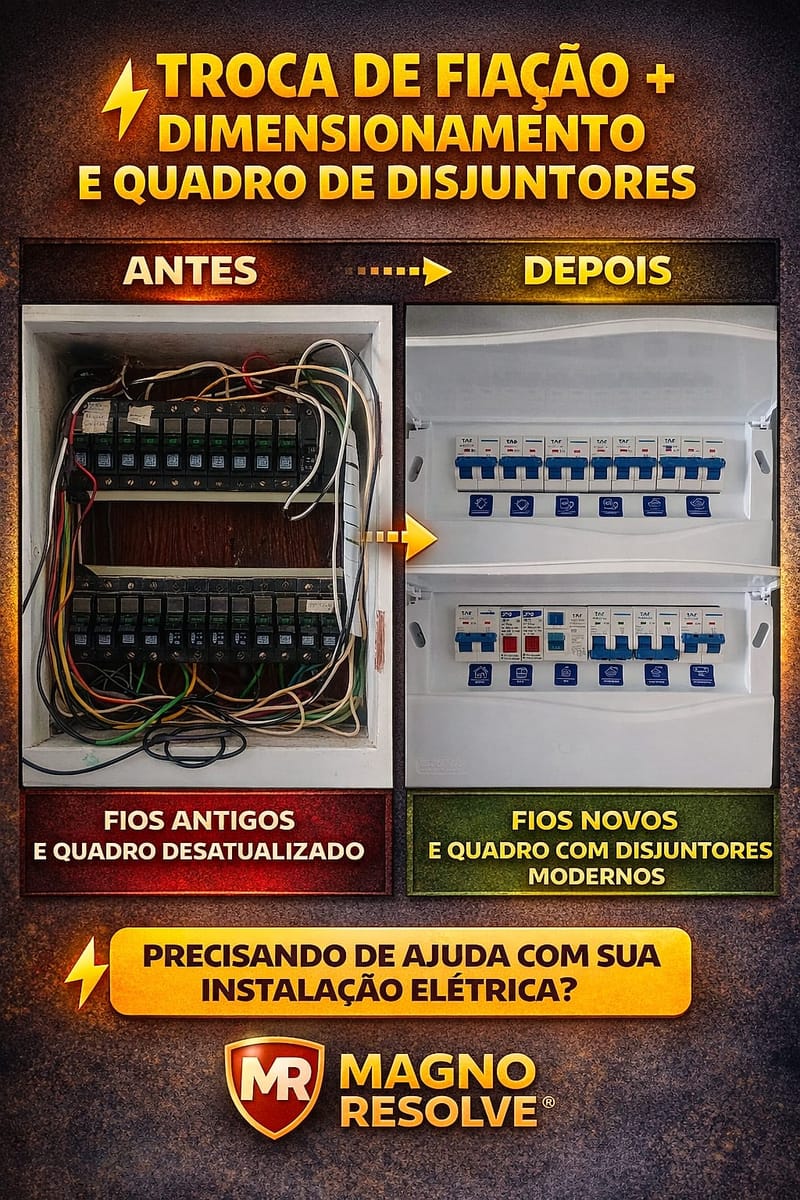 TROCA DE FIAÇÃO +
DIMENSIONAMENTO
E QUADRO DE DISJUNTORES
ANTES
DEPOIS
FIOS ANTIGOS
E QUADRO DESATUALIZADO
FIOS NOVOS
E QUADRO COM DISJUNTORES
MODERNOS
PRECISANDO DE AJUDA COM SUA
INSTALAÇÃO ELÉTRICA?
MR
MAGNO
RESOLVE®